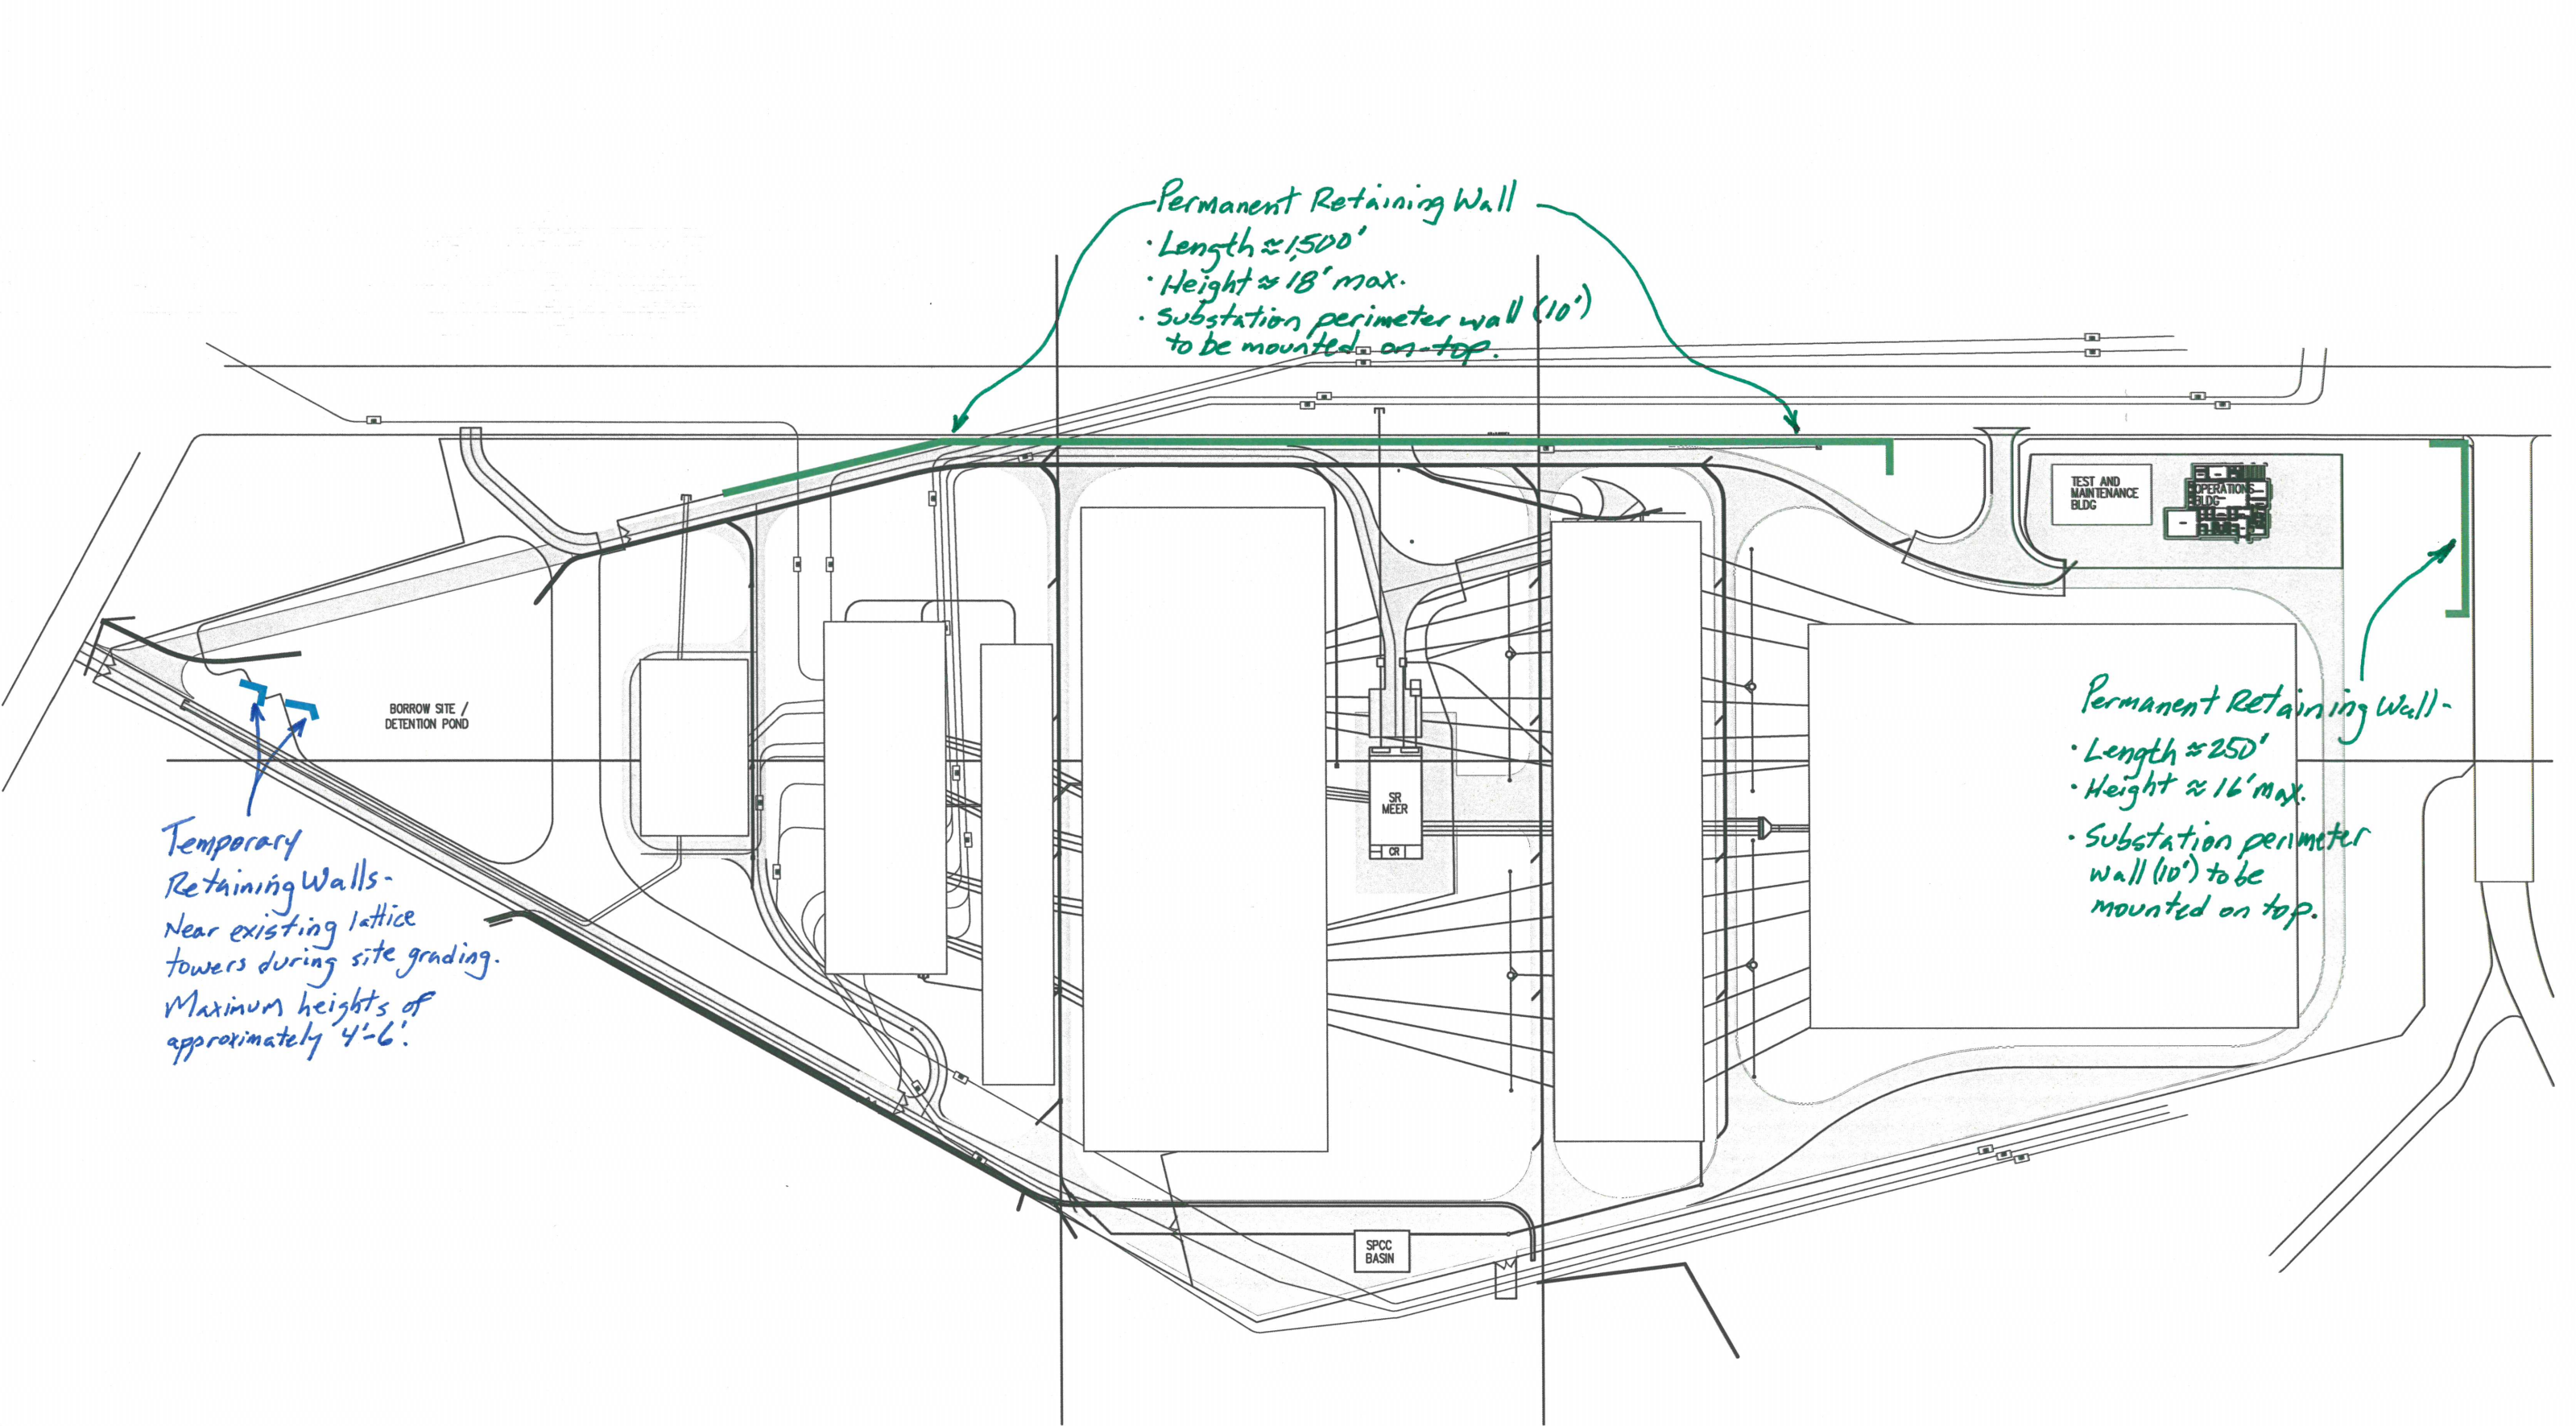 Permanent Retaining Wall
· Length ≈ 1,500'
· Height ≈ 18' max.
· Substation perimeter wall (10')
to be mounted on-top.
TEST AND
MAINTENANCE
BLDG
OPERATIONS
BLDG
BORROW SITE /
DETENTION POND
Permanent Retaining Wall-
· Length ≈ 250'
· Height ≈ 16' max.
· Substation perimeter
wall (10') to be
mounted on top.
SR
MEER
CR
Temporary
Retaining Walls-
Near existing lattice
towers during site grading.
Maximum heights of
approximately 4'-6'.
SPCC
BASIN